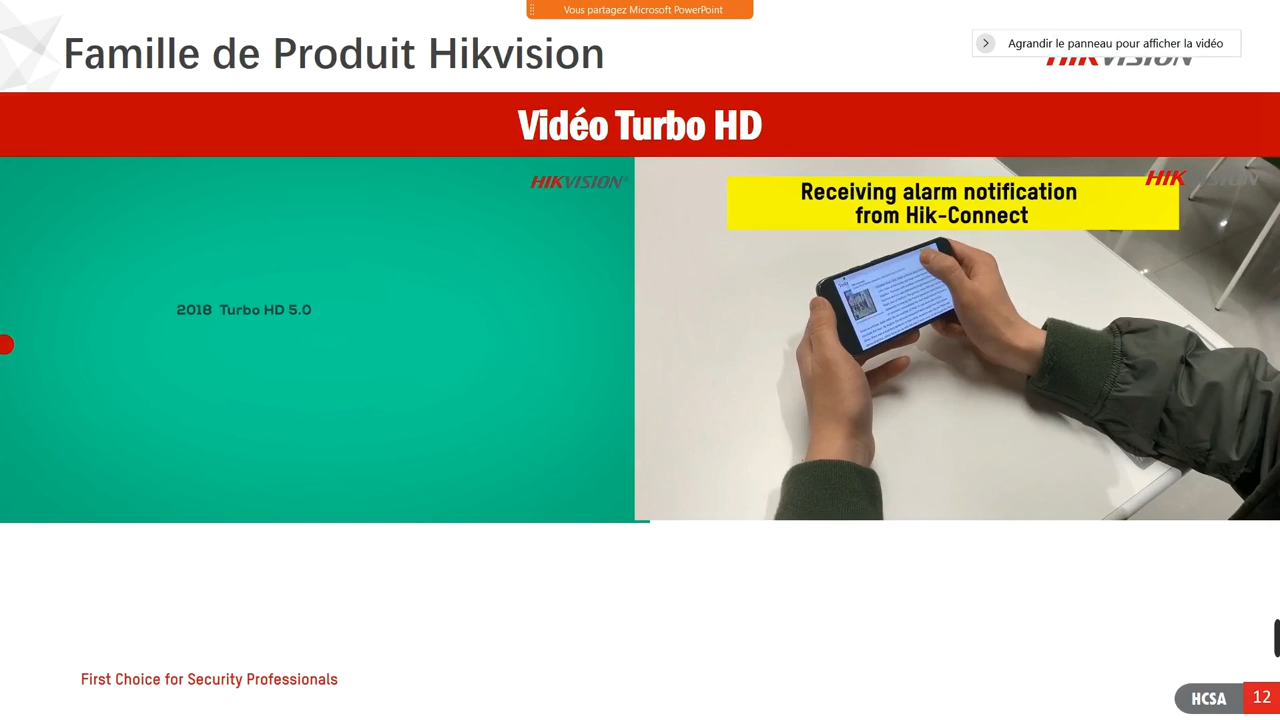 Vous partagez Microsoft PowerPoint
Famille de Produit Hikvision
Agrandir le panneau pour afficher la vidéo
HIKVISION
Vidéo Turbo HD
HIKVISION
HIKVISION
Receiving alarm notification
from Hik-Connect
2018 Turbo HD 5.0
First Choice for Security Professionals
HCSA
12